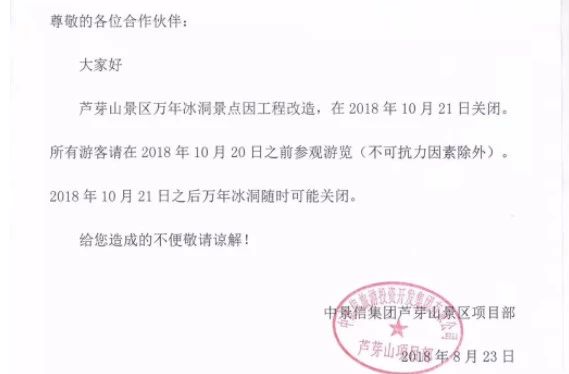 尊敬的各位合作伙伴：
大家好
芦芽山景区万年冰洞景点因工程改造，在 2018 年 10 月 21 日关闭。
所有游客请在 2018 年 10 月 20 日之前参观游览（不可抗力因素除外）。
2018 年 10 月 21 日之后万年冰洞随时可能关闭。
给您造成的不便敬请谅解！
中景信集团芦芽山景区项目部
芦芽山项目部
2018 年 8 月 23 日